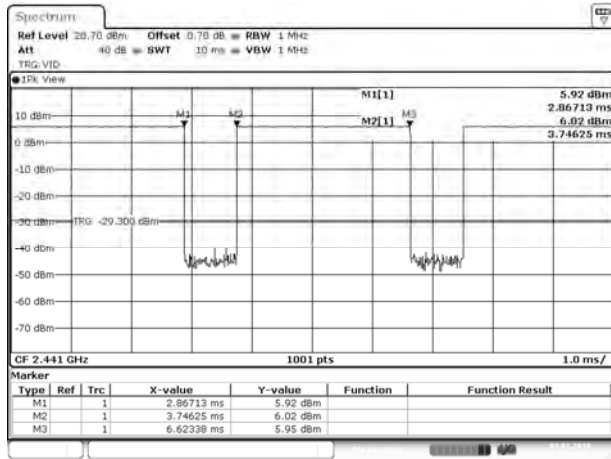 Spectrum
Ref Level 20.70 dBm Offset 0.70 dB RBW 1 MHz
Att 40 dB SWT 10 ms VBW 1 MHz
TRG:VID
1Pk View
M1[1] 5.92 dBm
2.86713 ms
M2[1] 6.02 dBm
3.74625 ms
M1 M2 M3
10 dBm
0 dBm
-10 dBm
-20 dBm
-30 dBm
TRG -29.300 dBm
-40 dBm
-50 dBm
-60 dBm
-70 dBm
CF 2.441 GHz 1001 pts 1.0 ms/
Marker
Type Ref Trc X-value Y-value Function Function Result
M1 1 2.86713 ms 5.92 dBm
M2 1 3.74625 ms 6.02 dBm
M3 1 6.62338 ms 5.95 dBm